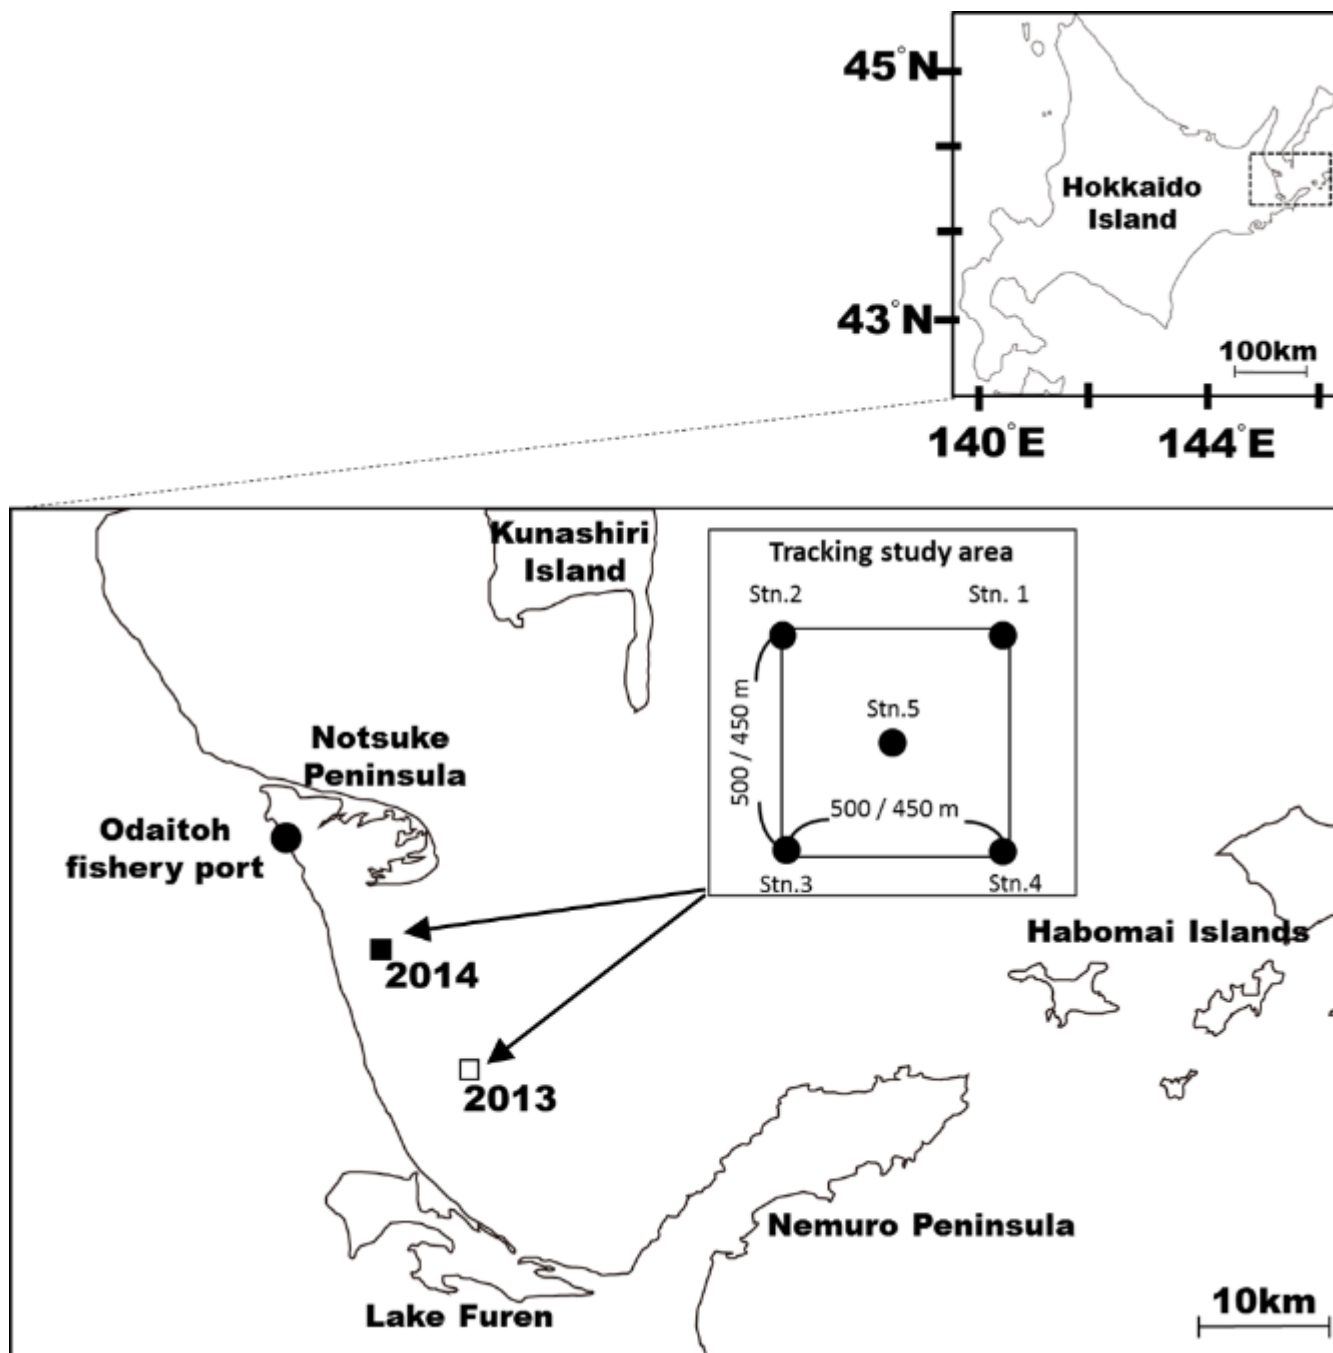 45°N
Hokkaido
Island
43°N
100km
140°E
144°E
Kunashiri
Island
Tracking study area
Stn.2
Stn. 1
500 / 450 m
Stn.5
500 / 450 m
Stn.3
Stn.4
Notsuke
Peninsula
Odaitoh
fishery port
Habomai Islands
2014
2013
Nemuro Peninsula
Lake Furen
10km